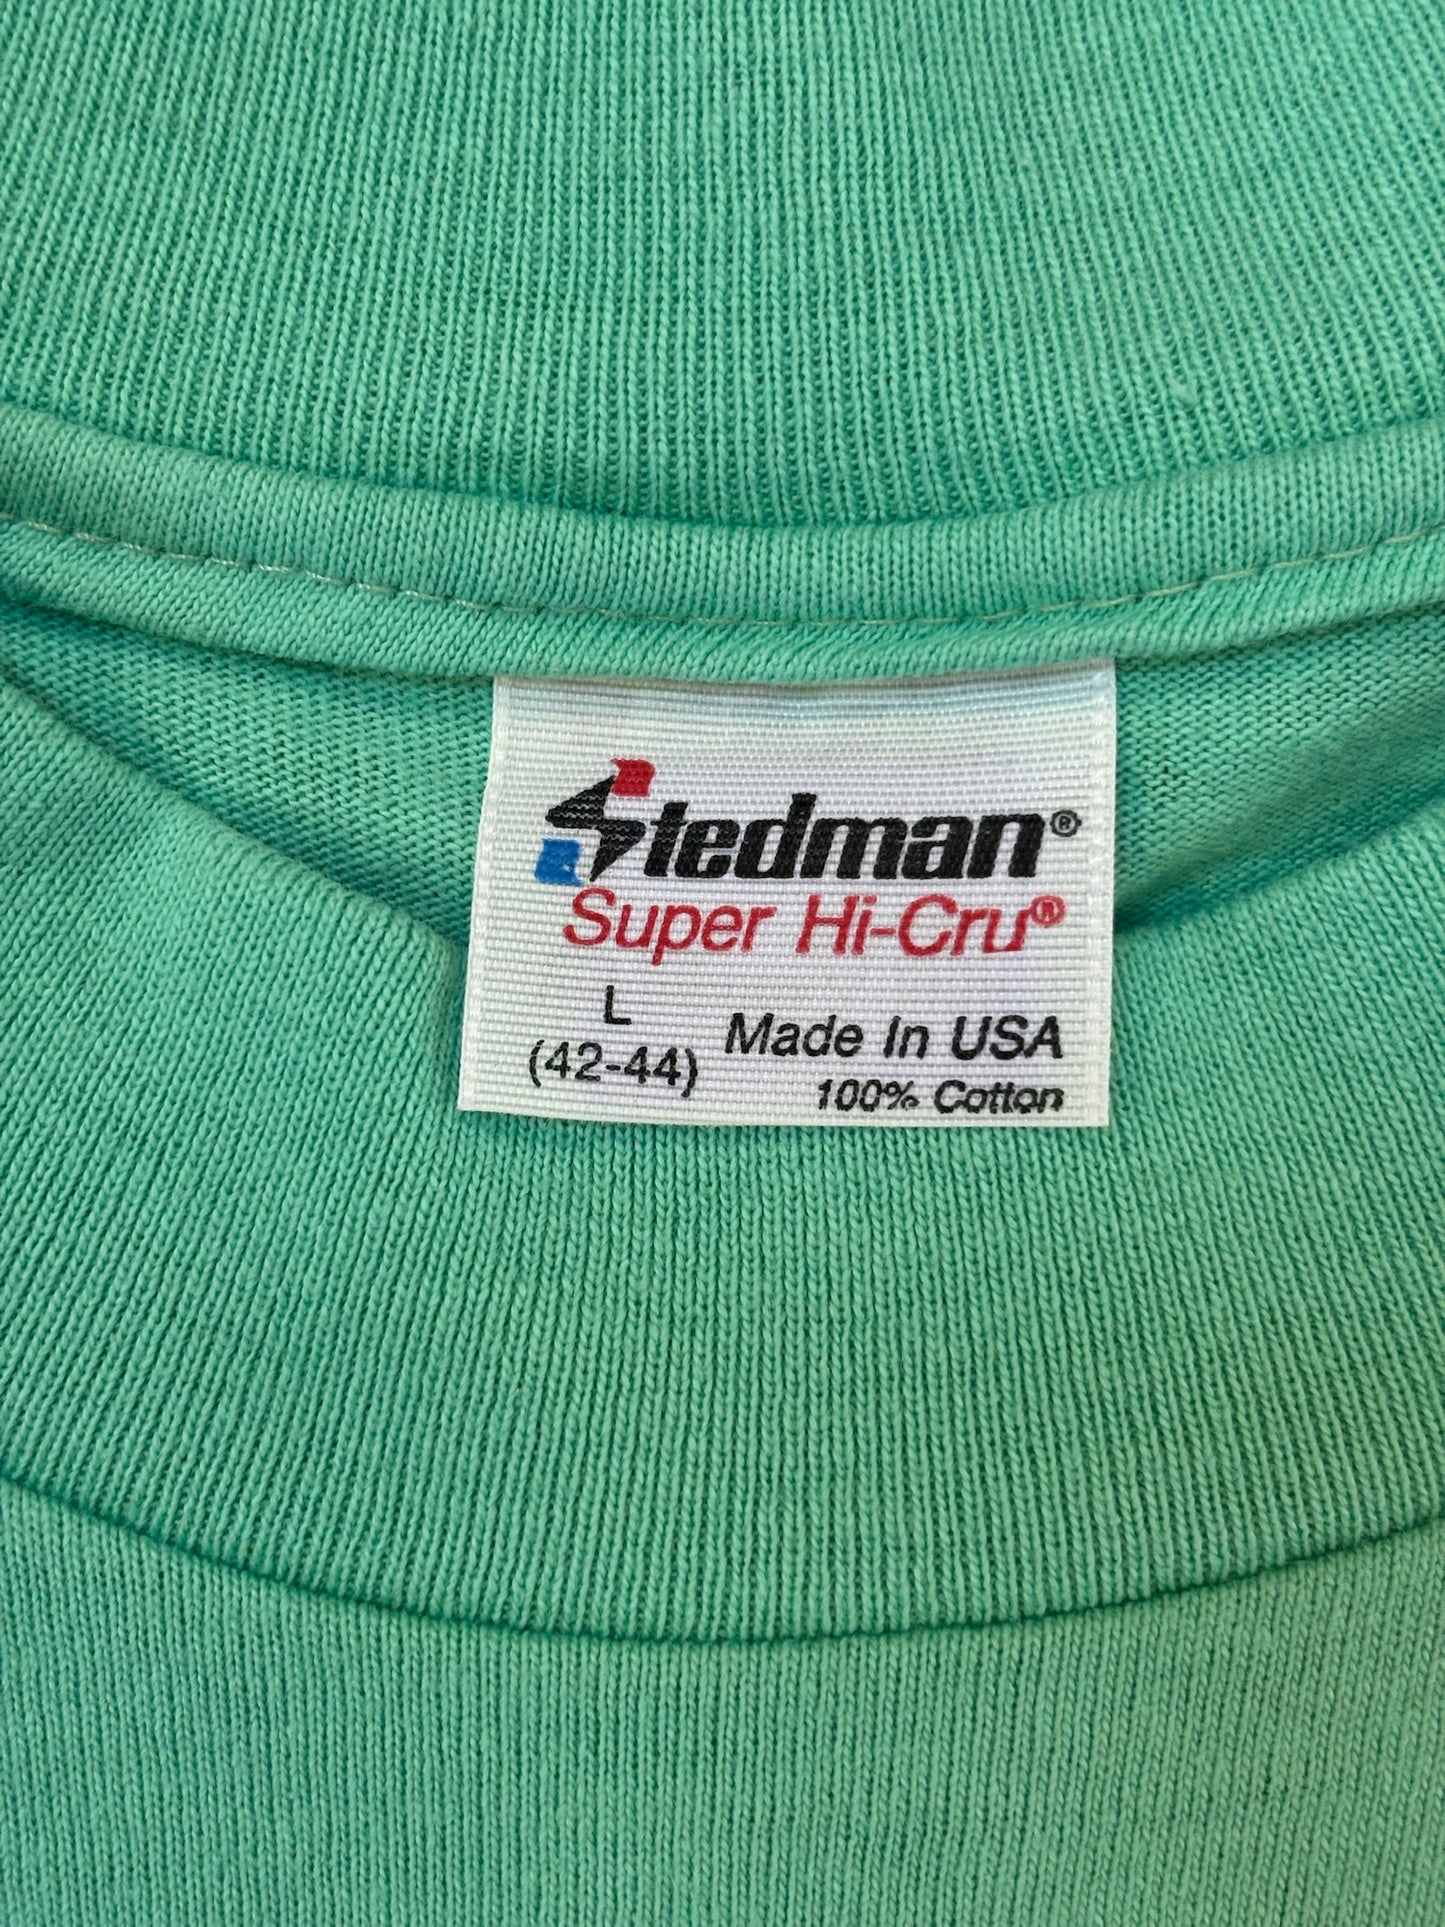 Stedman®
Super Hi-Cru®
L
(42-44)
Made In USA
100% Cotton